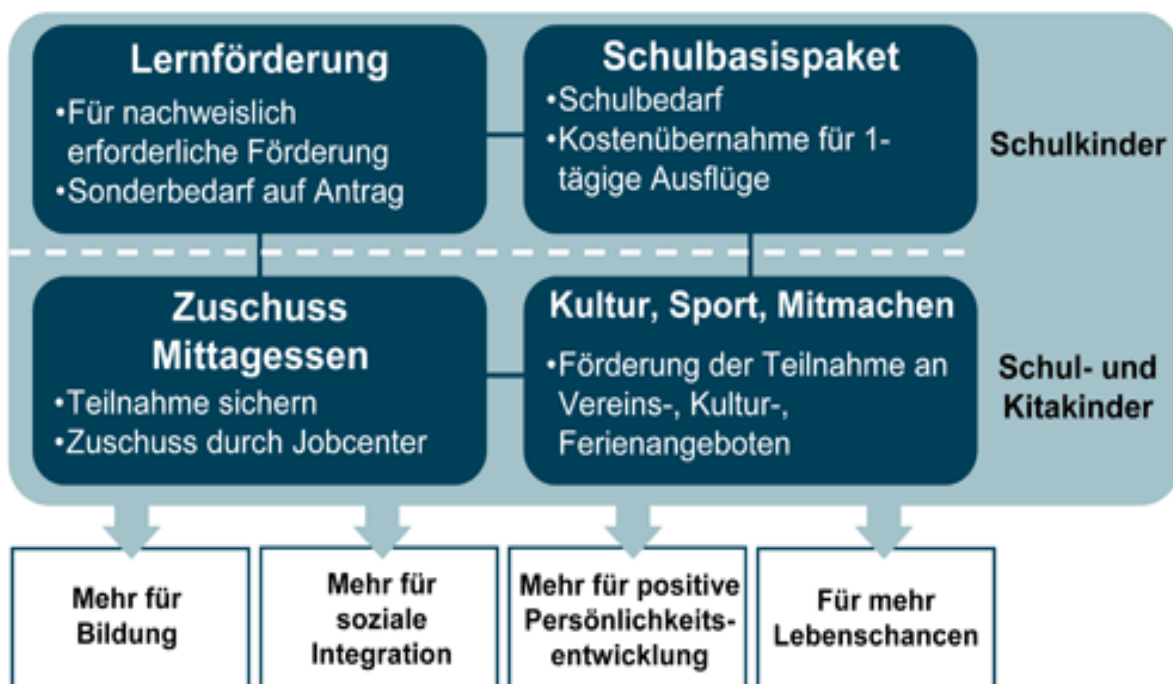 Lernförderung
•Für nachweislich
erforderliche Förderung
•Sonderbedarf auf Antrag
Schulbasispaket
•Schulbedarf
•Kostenübernahme für 1-
tägige Ausflüge
Schulkinder
Zuschuss
Mittagessen
•Teilnahme sichern
•Zuschuss durch Jobcenter
Kultur, Sport, Mitmachen
•Förderung der Teilnahme an
Vereins-, Kultur-,
Ferienangeboten
Schul- und
Kitakinder
Mehr für
Bildung
Mehr für
soziale
Integration
Mehr für positive
Persönlichkeits-
entwicklung
Für mehr
Lebenschancen